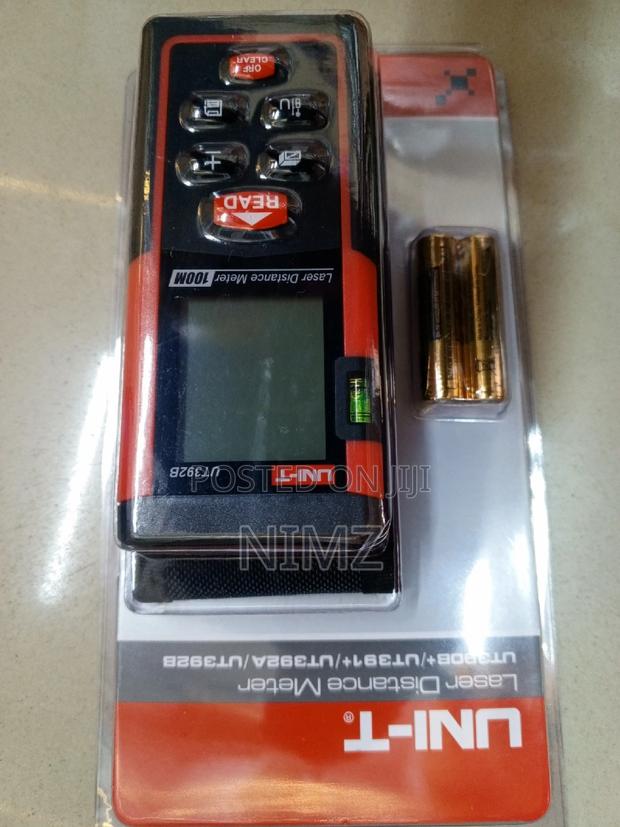 UNI-T®
Laser Distance Meter
UT390B+/UT391+/UT392A/UT392B
UNI-T
UT392B
Laser Distance Meter 100M
READ
OFF
CLEAR
POSTED ON JIJI
NIMZ